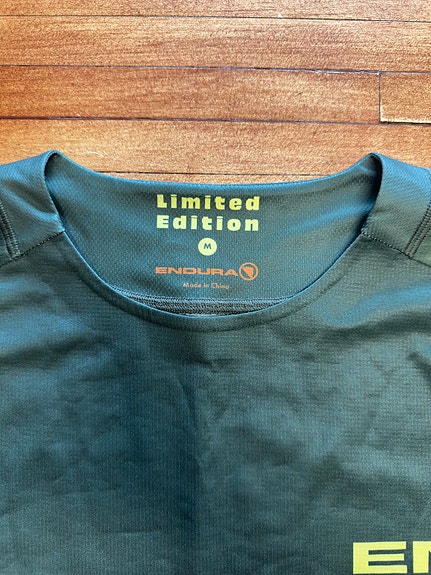 Limited
Edition
M
ENDURA
Made in China
EN